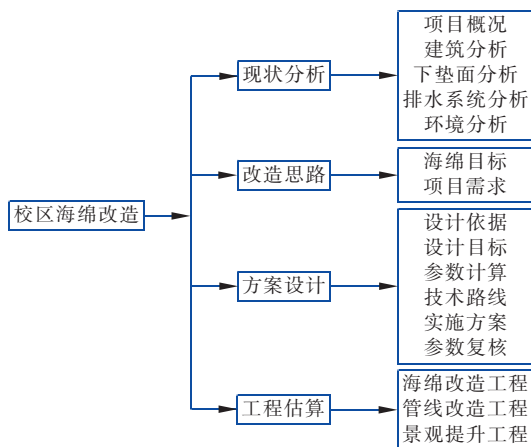 校区海绵改造
现状分析
项目概况
建筑分析
下垫面分析
排水系统分析
环境分析
改造思路
海绵目标
项目需求
方案设计
设计依据
设计目标
参数计算
技术路线
实施方案
参数复核
工程估算
海绵改造工程
管线改造工程
景观提升工程